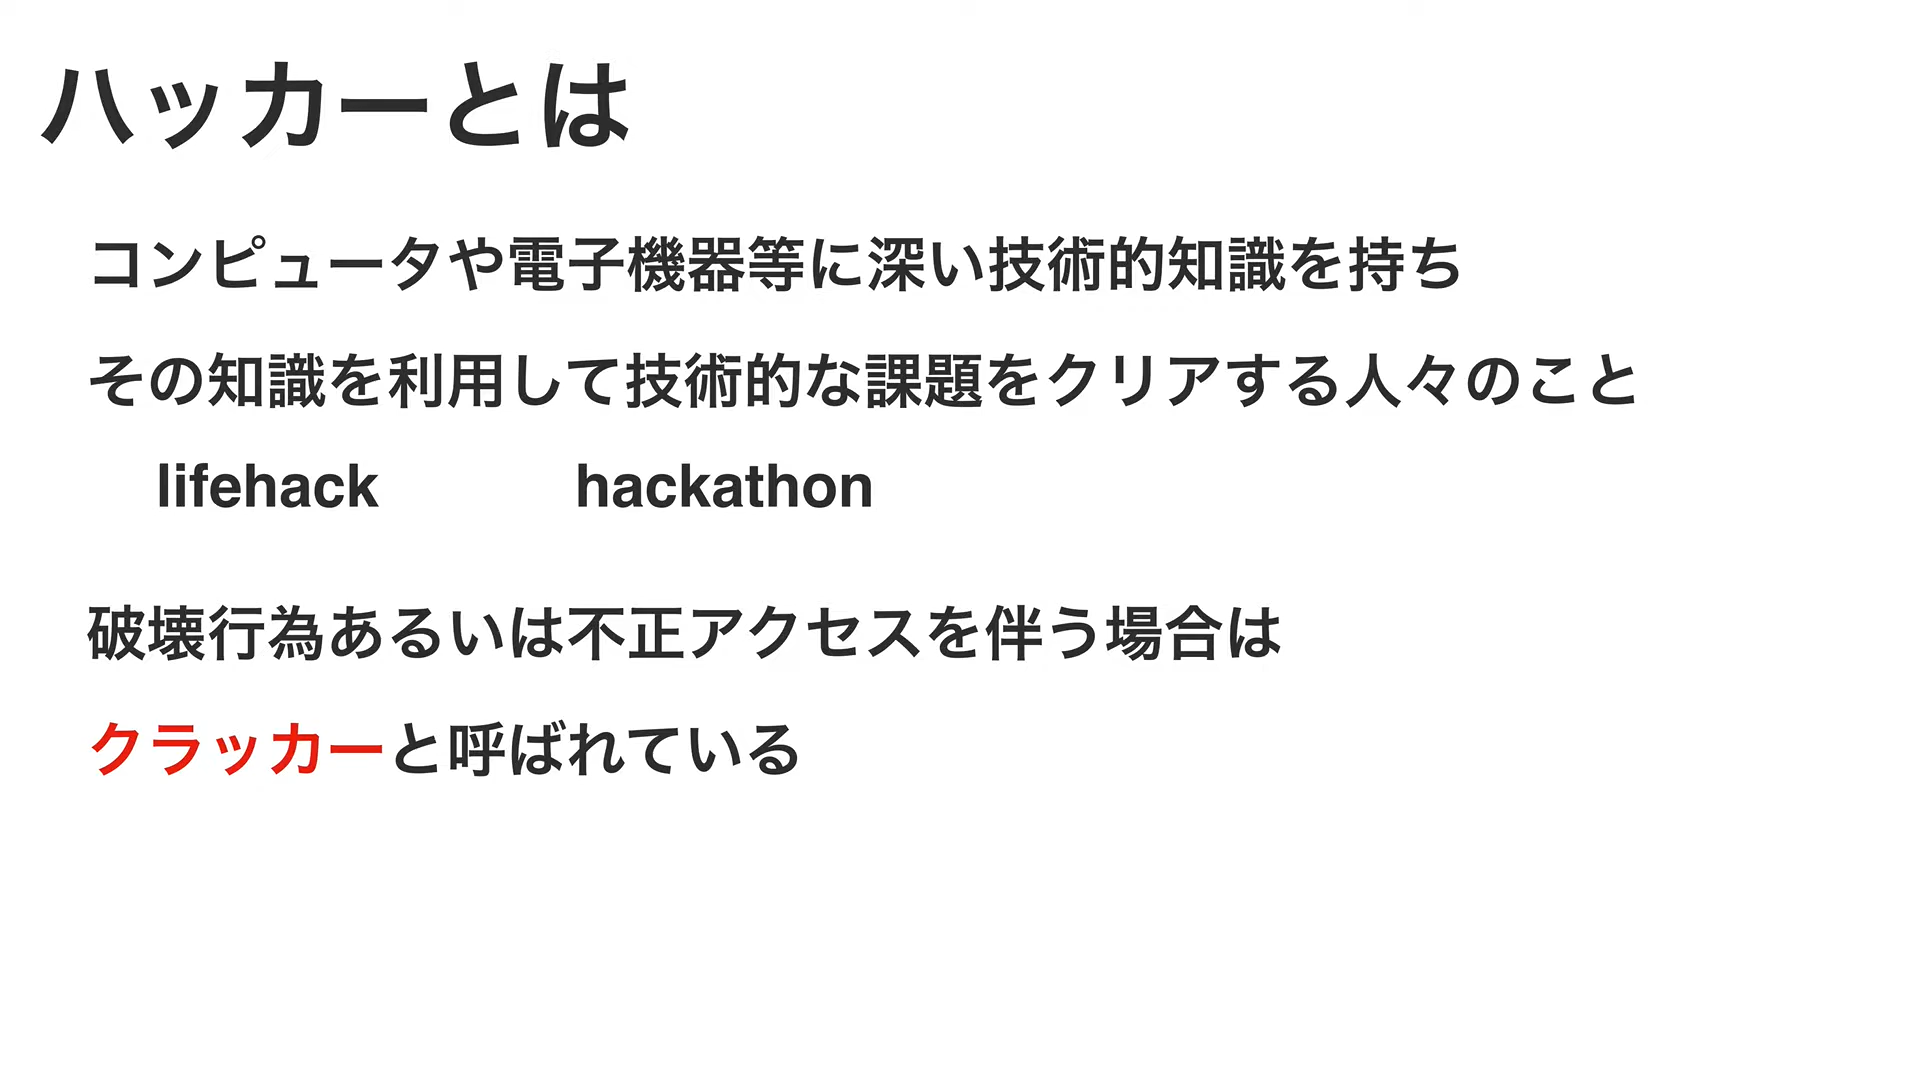 ハッカーとは
コンピュータや電子機器等に深い技術的知識を持ち
その知識を利用して技術的な課題をクリアする人々のこと
lifehack hackathon
破壊行為あるいは不正アクセスを伴う場合は
クラッカーと呼ばれている